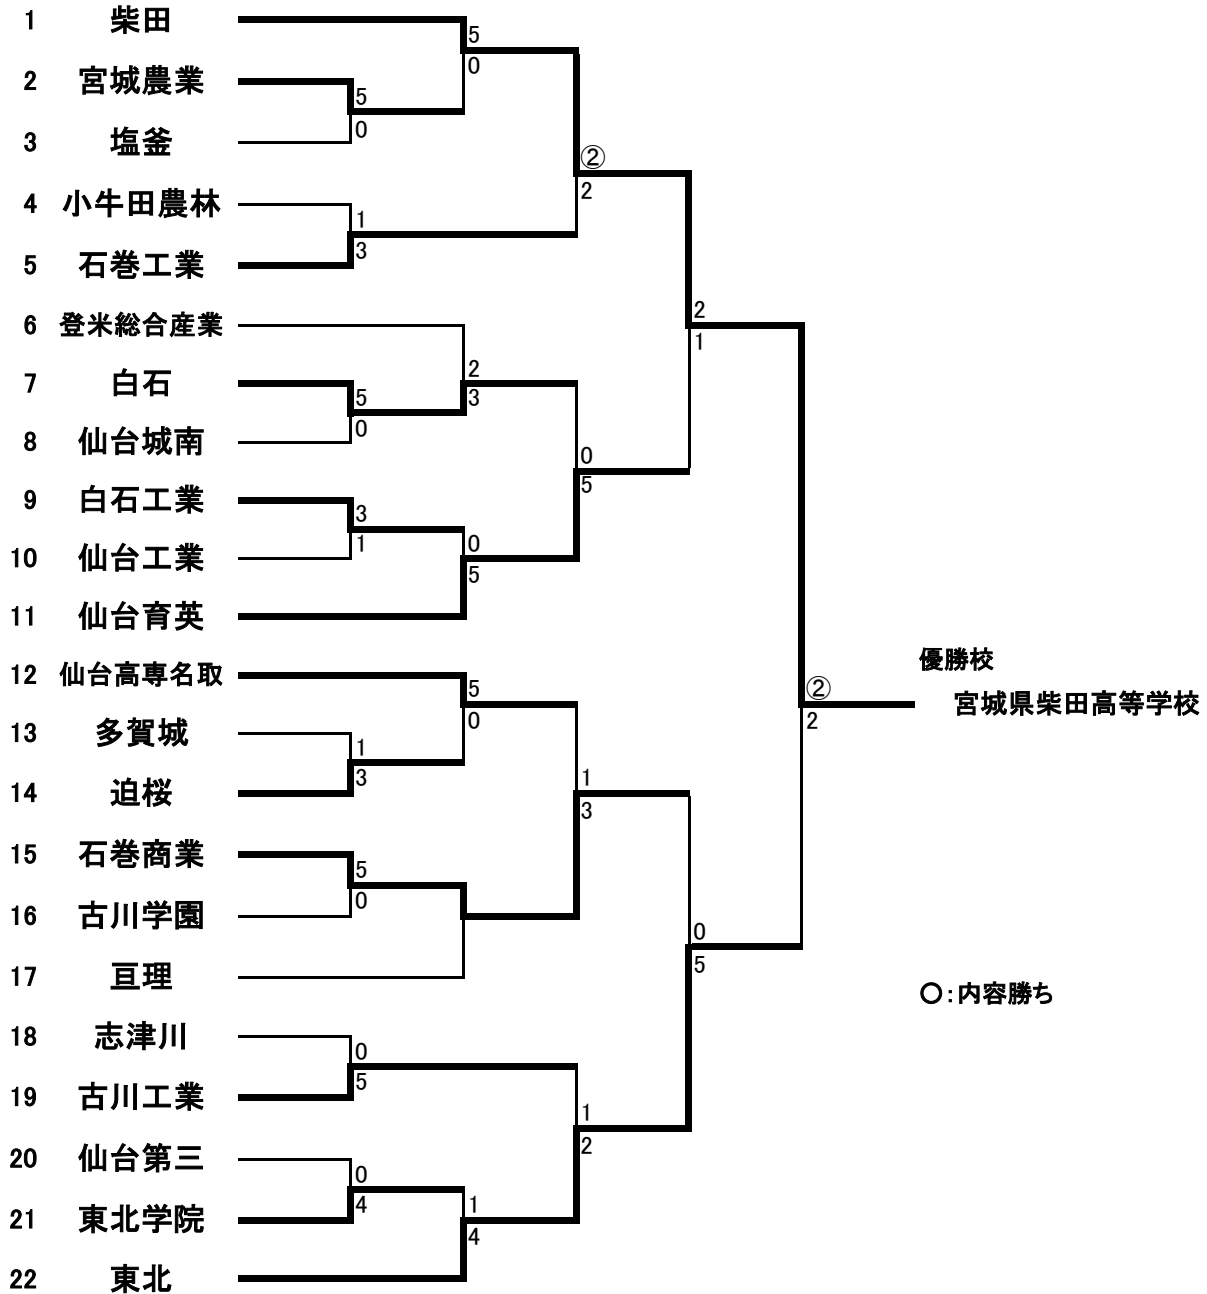 1 柴田
5
0
2 宮城農業
5
0
3 塩釜
②
2
4 小牛田農林
1
3
5 石巻工業
2
1
6 登米総合産業
2
3
7 白石
5
0
8 仙台城南
0
5
9 白石工業
3
1
10 仙台工業
0
5
11 仙台育英
12 仙台高専名取
5
0
13 多賀城
1
3
14 迫桜
1
3
15 石巻商業
5
0
16 古川学園
17 亘理
0
5
18 志津川
0
5
19 古川工業
1
2
20 仙台第三
0
4
21 東北学院
1
4
22 東北
②
2
優勝校
宮城県柴田高等学校
○:内容勝ち